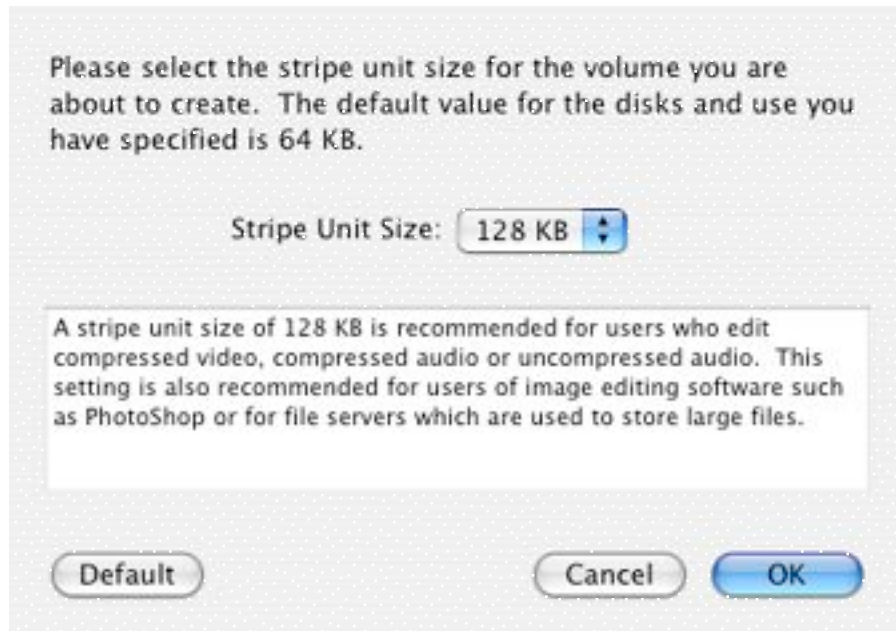 Please select the stripe unit size for the volume you are
about to create.  The default value for the disks and use you
have specified is 64 KB.
Stripe Unit Size: 128 KB
A stripe unit size of 128 KB is recommended for users who edit
compressed video, compressed audio or uncompressed audio.  This
setting is also recommended for users of image editing software such
as PhotoShop or for file servers which are used to store large files.
Default Cancel OK